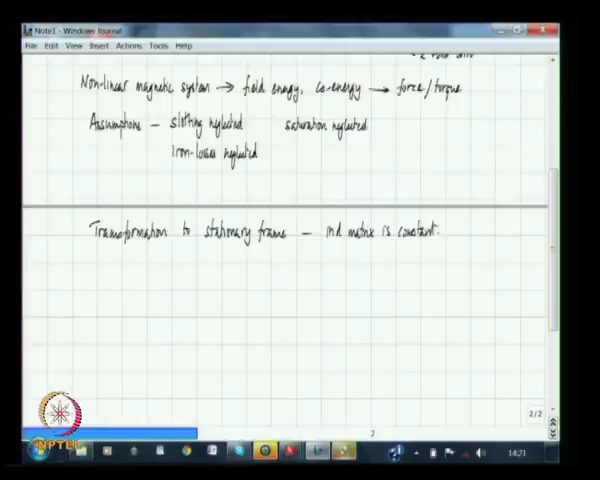 Note1 - Windows Journal
File Edit View Insert Actions Tools Help
Non-linear magnetic system → field energy, co-energy → force/torque
Assumptions - slotting neglected saturation neglected
iron-losses neglected
Transformation to stationary frame - ind matrix is constant.
2/2
7
NPTEL
14:21